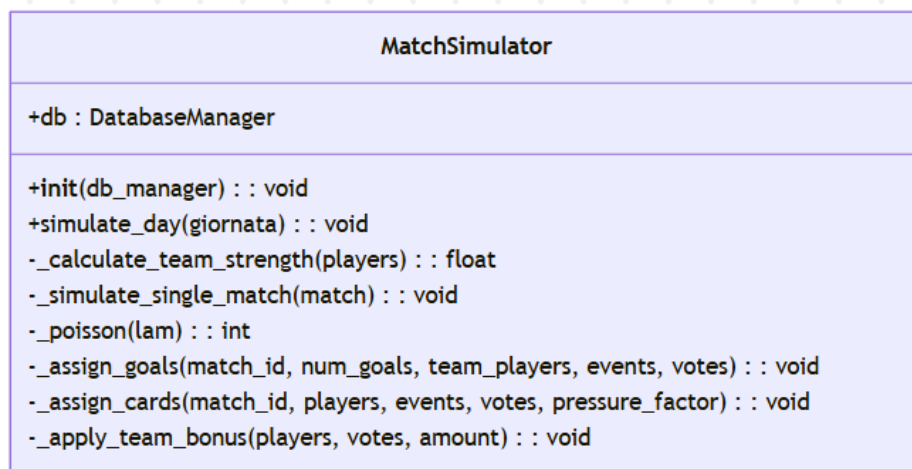 MatchSimulator
+db : DatabaseManager
+init(db_manager) : : void
+simulate_day(giornata) : : void
-_calculate_team_strength(players) : : float
-_simulate_single_match(match) : : void
-_poisson(lam) : : int
-_assign_goals(match_id, num_goals, team_players, events, votes) : : void
-_assign_cards(match_id, players, events, votes, pressure_factor) : : void
-_apply_team_bonus(players, votes, amount) : : void